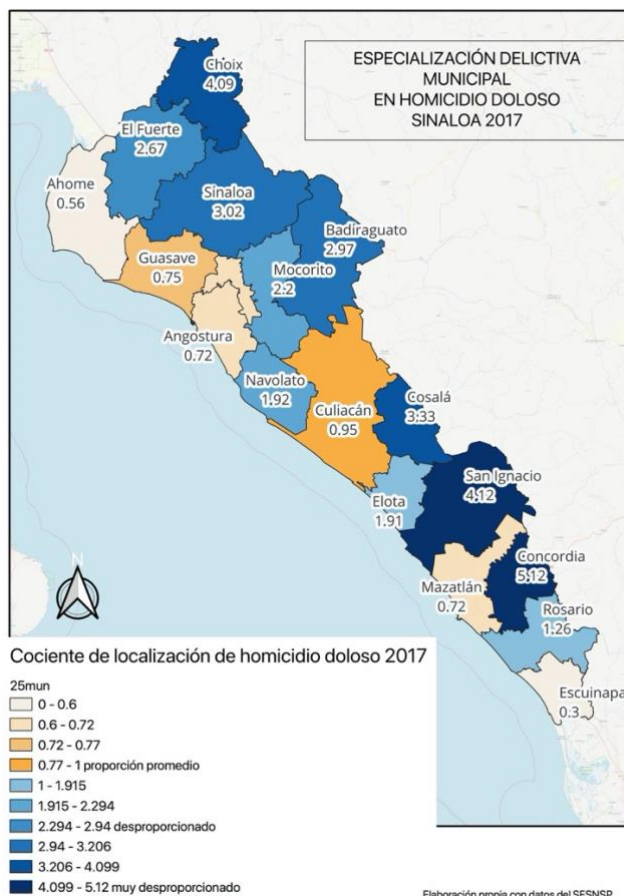 ESPECIALIZACIÓN DELICTIVA
MUNICIPAL
EN HOMICIDIO DOLOSO
SINALOA 2017
Choix
4.09
El Fuerte
2.67
Ahome
0.56
Sinaloa
3.02
Badiraguato
2.97
Guasave
0.75
Mocorito
2.2
Angostura
0.72
Navolato
1.92
Culiacán
0.95
Cosalá
3.33
San Ignacio
4.12
Elota
1.91
Concordia
5.12
Mazatlán
0.72
Rosario
1.26
Escuinapa
0.3
N
Cociente de localización de homicidio doloso 2017
25mun
0 - 0.6
0.6 - 0.72
0.72 - 0.77
0.77 - 1 proporción promedio
1 - 1.915
1.915 - 2.294
2.294 - 2.94 desproporcionado
2.94 - 3.206
3.206 - 4.099
4.099 - 5.12 muy desproporcionado
Elaboración propia con datos del SESNSP